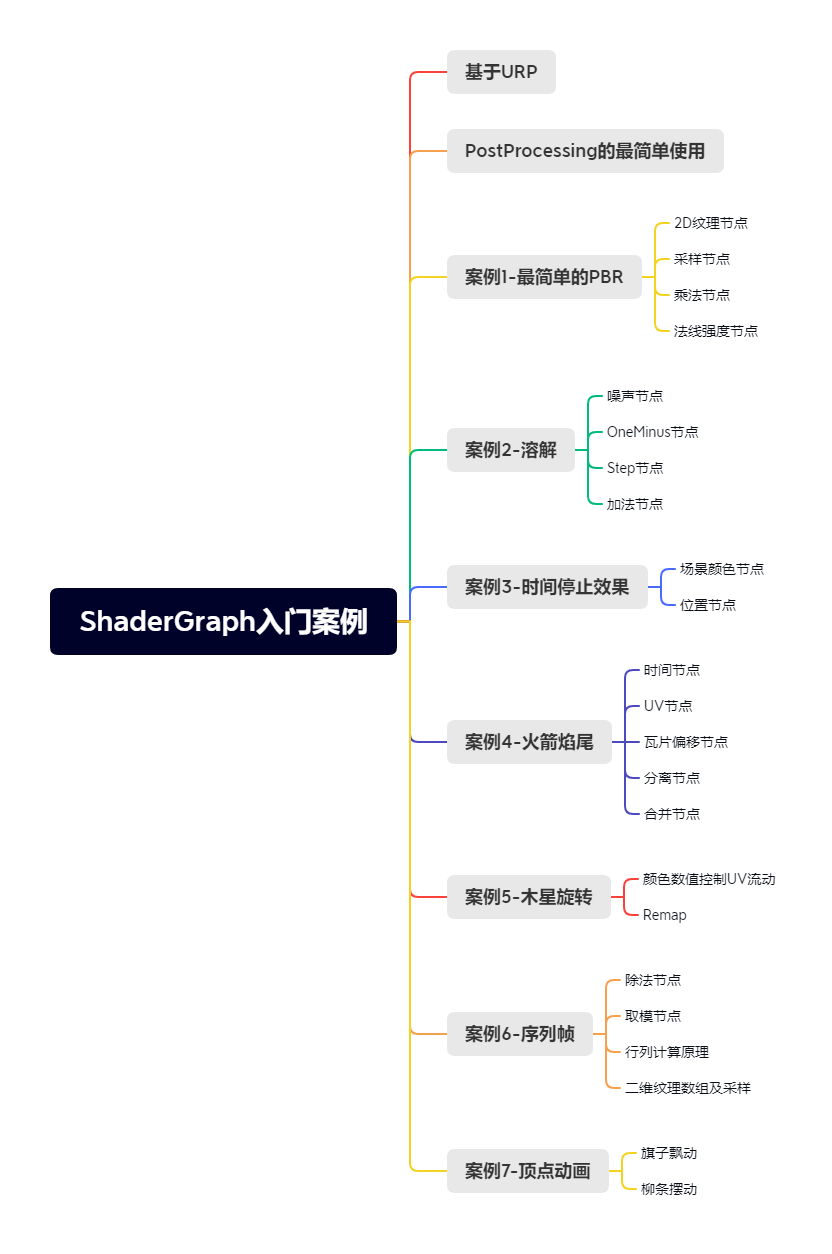 ShaderGraph入门案例
基于URP
PostProcessing的最简单使用
案例1-最简单的PBR
2D纹理节点
采样节点
乘法节点
法线强度节点
案例2-溶解
噪声节点
OneMinus节点
Step节点
加法节点
案例3-时间停止效果
场景颜色节点
位置节点
案例4-火箭焰尾
时间节点
UV节点
瓦片偏移节点
分离节点
合并节点
案例5-木星旋转
颜色数值控制UV流动
Remap
案例6-序列帧
除法节点
取模节点
行列计算原理
二维纹理数组及采样
案例7-顶点动画
旗子飘动
柳条摆动